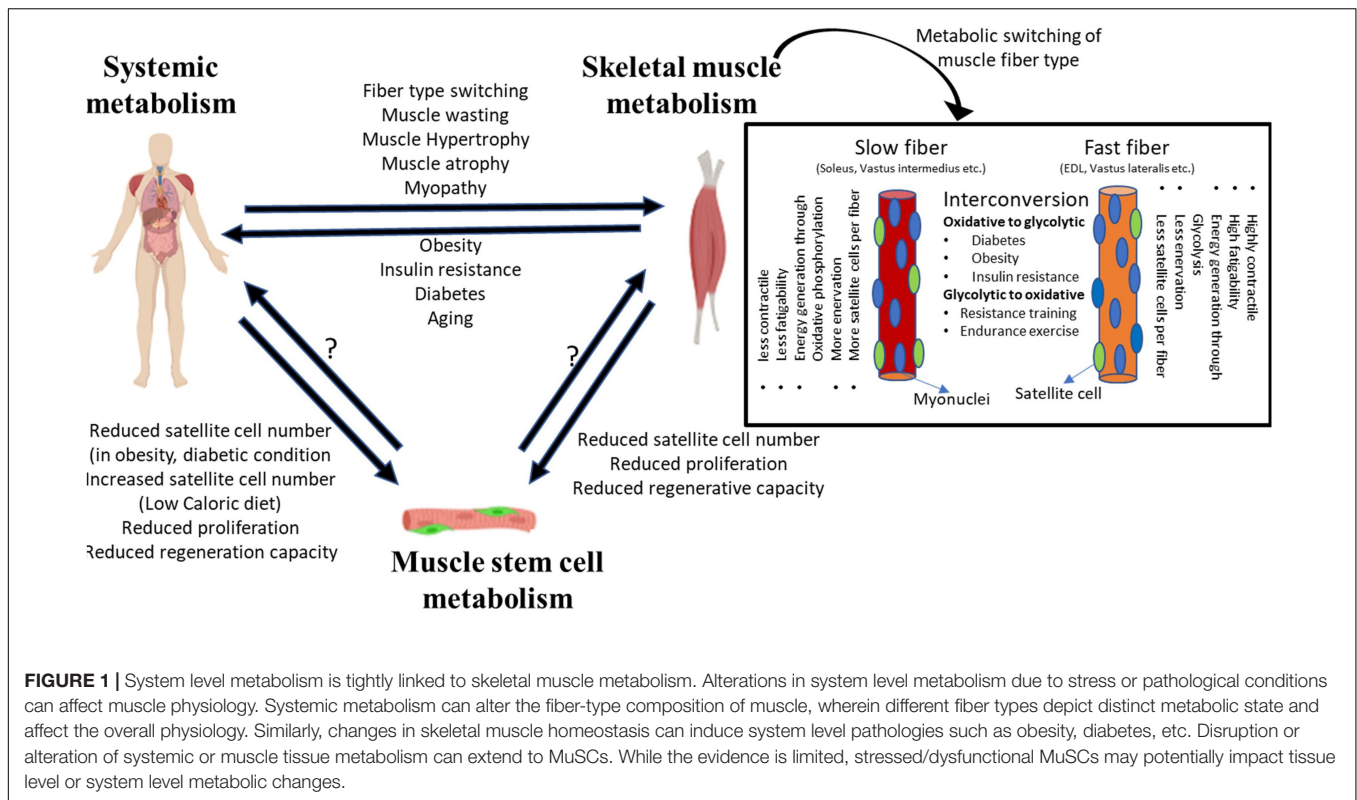 Systemic
metabolism
Fiber type switching
Muscle wasting
Muscle Hypertrophy
Muscle atrophy
Myopathy
Skeletal muscle
metabolism
Metabolic switching of
muscle fiber type
Obesity
Insulin resistance
Diabetes
Aging
Slow fiber
(Soleus, Vastus intermedius etc.)
Fast fiber
(EDL, Vastus lateralis etc.)
• less contractile
• Less fatigability
• Energy generation through
Oxidative phosphorylation
• More enervation
• More satellite cells per fiber
Interconversion
Oxidative to glycolytic
• Diabetes
• Obesity
• Insulin resistance
Glycolytic to oxidative
• Resistance training
• Endurance exercise
• Highly contractile
• High fatigability
• Energy generation through
Glycolysis
• Less enervation
• Less satellite cells per fiber
Myonuclei
Satellite cell
?
?
Reduced satellite cell number
(in obesity, diabetic condition
Increased satellite cell number
(Low Caloric diet)
Reduced proliferation
Reduced regeneration capacity
Reduced satellite cell number
Reduced proliferation
Reduced regenerative capacity
Muscle stem cell
metabolism
FIGURE 1 | System level metabolism is tightly linked to skeletal muscle metabolism. Alterations in system level metabolism due to stress or pathological conditions
can affect muscle physiology. Systemic metabolism can alter the fiber-type composition of muscle, wherein different fiber types depict distinct metabolic state and
affect the overall physiology. Similarly, changes in skeletal muscle homeostasis can induce system level pathologies such as obesity, diabetes, etc. Disruption or
alteration of systemic or muscle tissue metabolism can extend to MuSCs. While the evidence is limited, stressed/dysfunctional MuSCs may potentially impact tissue
level or system level metabolic changes.